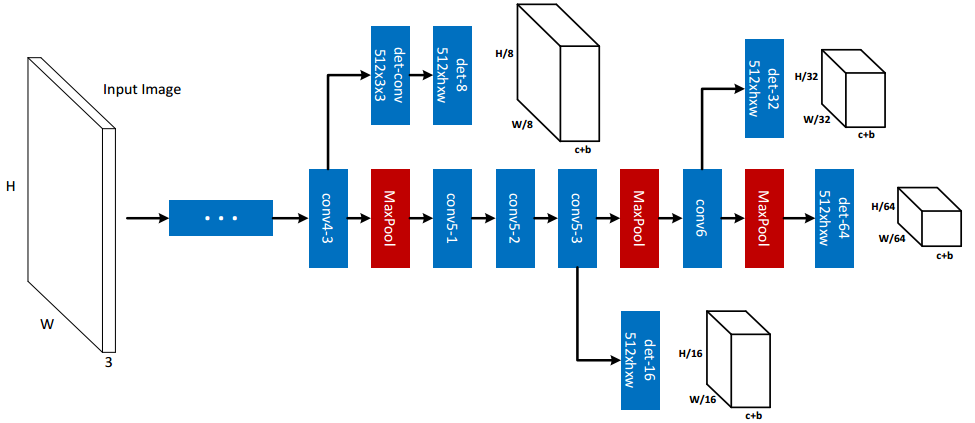 Input Image
H
W
3
• • •
conv4-3
det-conv
512x3x3
det-8
512xhxw
H/8
W/8
c+b
MaxPool
conv5-1
conv5-2
conv5-3
det-16
512xhxw
H/16
W/16
c+b
MaxPool
conv6
det-32
512xhxw
H/32
W/32
c+b
MaxPool
det-64
512xhxw
H/64
W/64
c+b